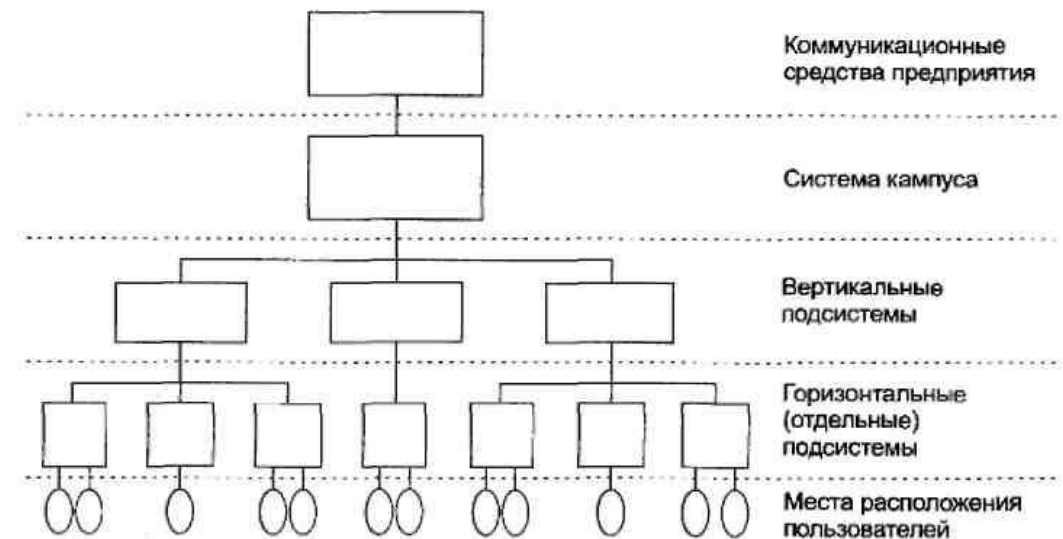 Коммуникационные
средства предприятия
Система кампуса
Вертикальные
подсистемы
Горизонтальные
(отдельные)
подсистемы
Места расположения
пользователей